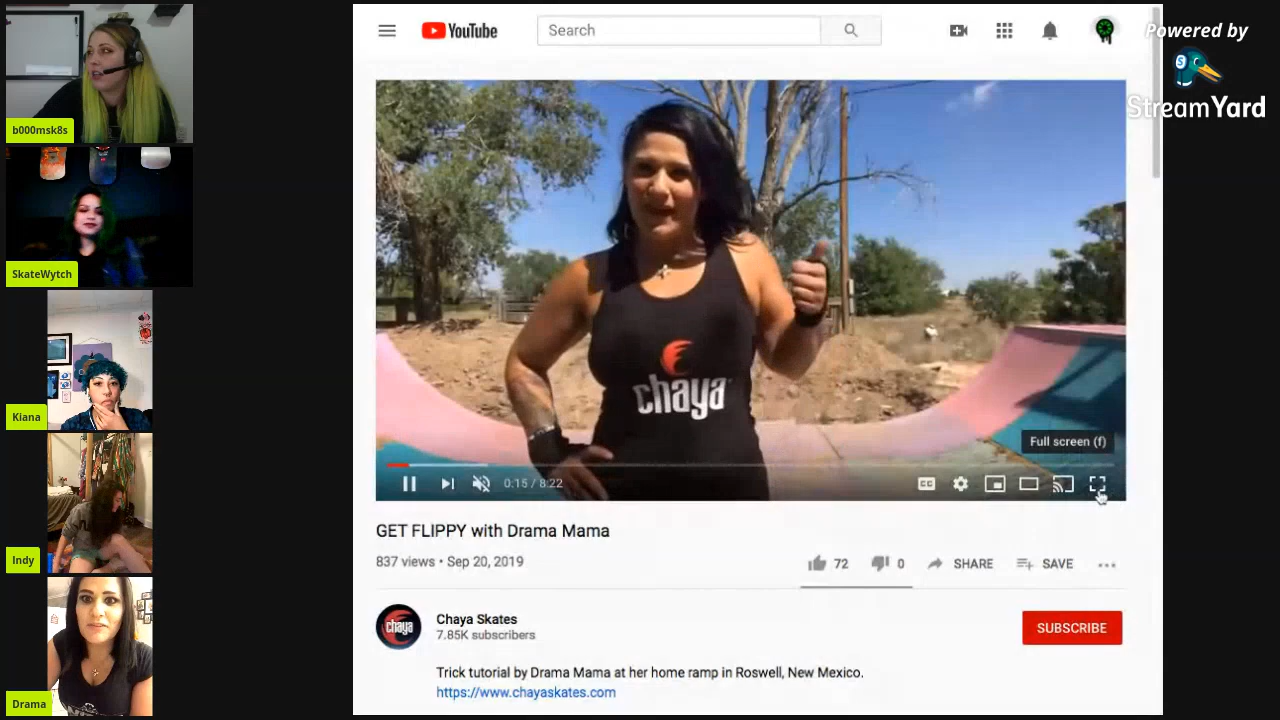 b000msk8s
SkateWytch
Kiana
Indy
Drama
YouTube
Search
Powered by
StreamYard
chaya
Full screen (f)
0:15 / 8:22
CC
GET FLIPPY with Drama Mama
837 views • Sep 20, 2019
72
0
SHARE
SAVE
chaya
Chaya Skates
7.85K subscribers
SUBSCRIBE
Trick tutorial by Drama Mama at her home ramp in Roswell, New Mexico.
https://www.chayaskates.com